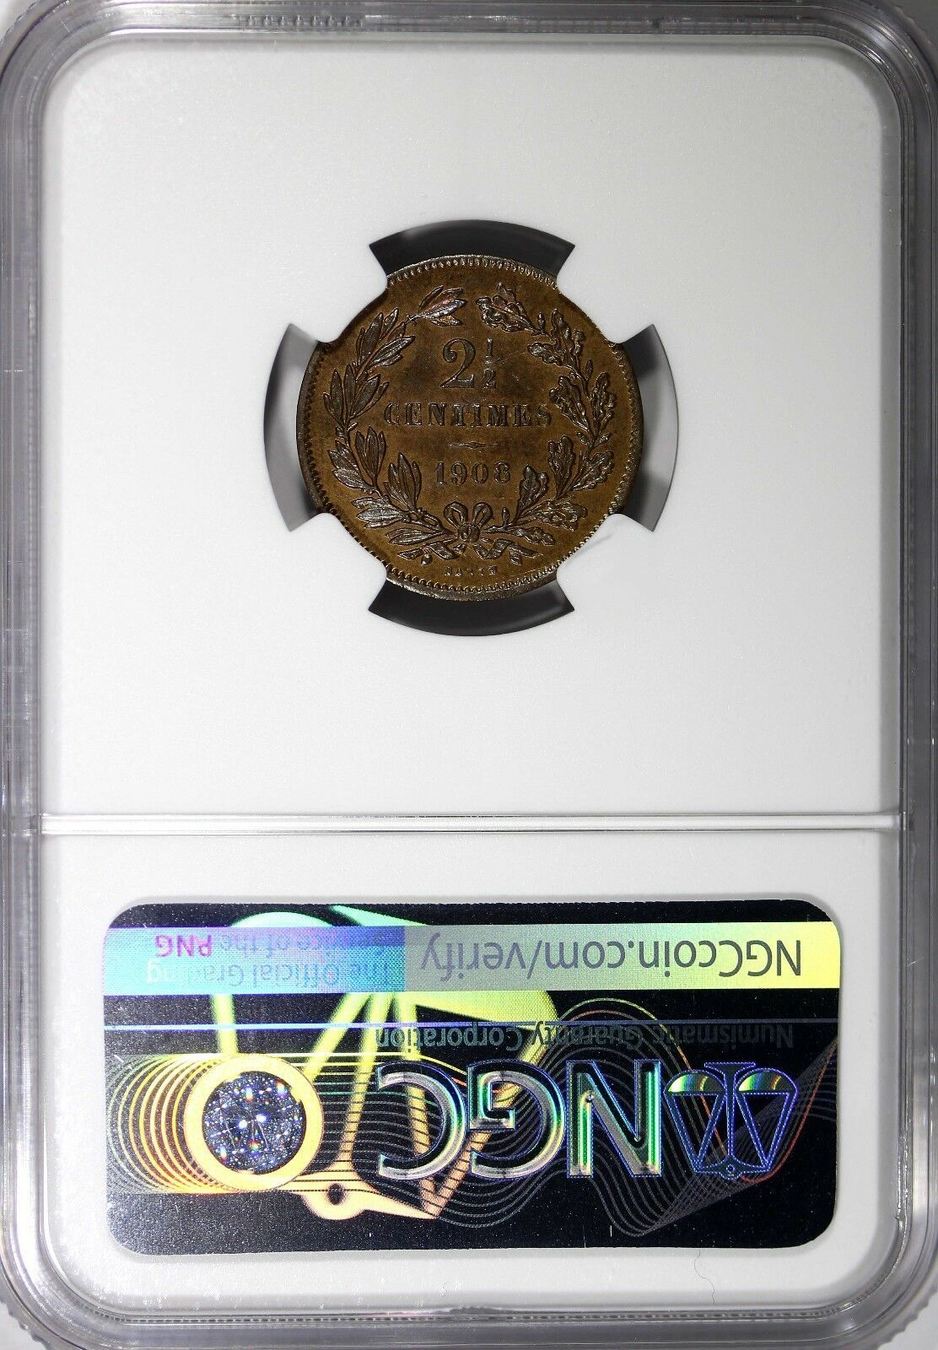 2½
CENTIMES
1908
NGCcoin.com/verify
The Official Grading
Service of the PNG
Numismatic Guaranty Corporation
NGC